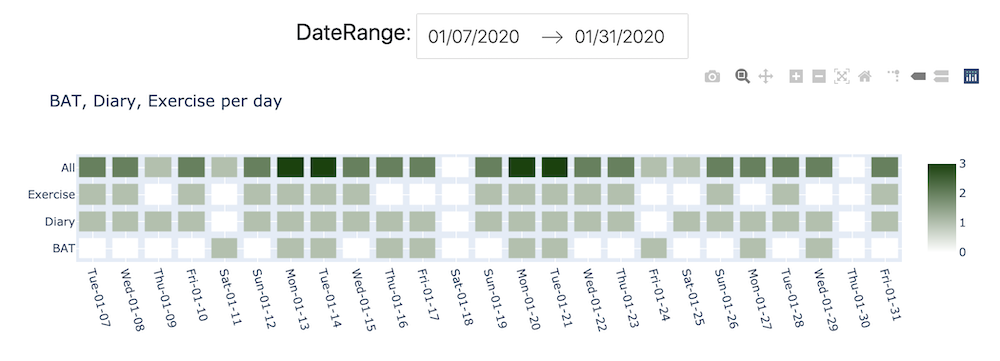 DateRange: 01/07/2020 → 01/31/2020
BAT, Diary, Exercise per day
All
Exercise
Diary
BAT
3
2
1
0
Tue-01-07
Wed-01-08
Thu-01-09
Fri-01-10
Sat-01-11
Sun-01-12
Mon-01-13
Tue-01-14
Wed-01-15
Thu-01-16
Fri-01-17
Sat-01-18
Sun-01-19
Mon-01-20
Tue-01-21
Wed-01-22
Thu-01-23
Fri-01-24
Sat-01-25
Sun-01-26
Mon-01-27
Tue-01-28
Wed-01-29
Thu-01-30
Fri-01-31